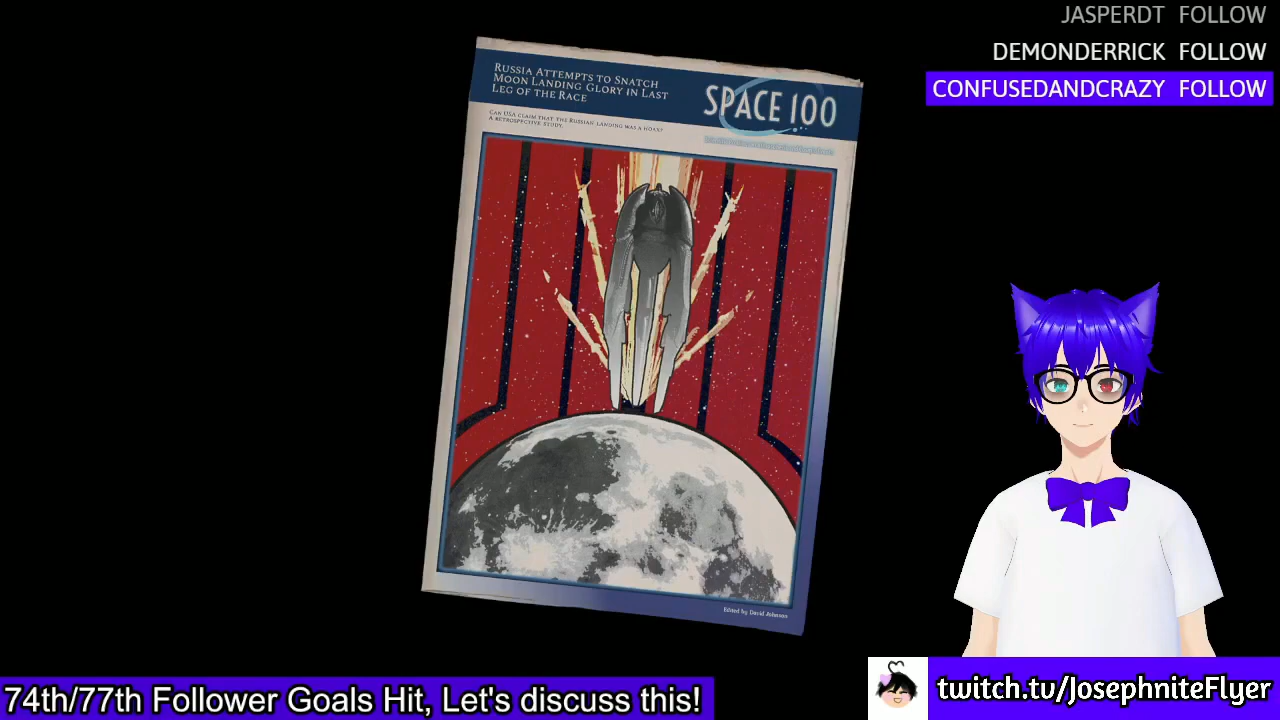 JASPERDT FOLLOW
DEMONDERRICK FOLLOW
CONFUSEDANDCRAZY FOLLOW
RUSSIA ATTEMPTS TO SNATCH
MOON LANDING GLORY IN LAST
LEG OF THE RACE
SPACE 100
CAN USA CLAIM THAT THE RUSSIAN LANDING WAS A HOAX?
A RETROSPECTIVE STUDY.
Edited by David Johnson
74th/77th Follower Goals Hit, Let's discuss this!
twitch.tv/JosephniteFlyer